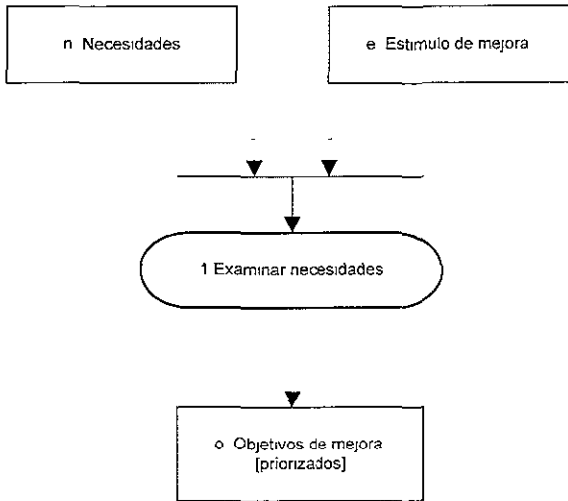 n Necesidades
e Estimulo de mejora
1 Examinar necesidades
o Objetivos de mejora
[priorizados]